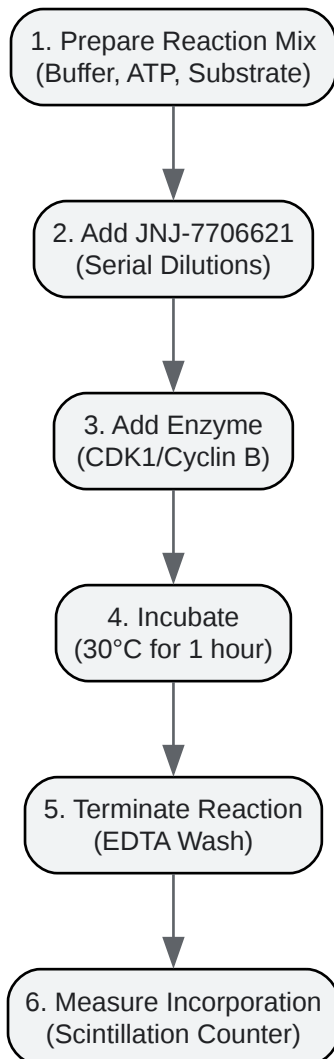 1. Prepare Reaction Mix
(Buffer, ATP, Substrate)
2. Add JNJ-7706621
(Serial Dilutions)
3. Add Enzyme
(CDK1/Cyclin B)
4. Incubate
(30°C for 1 hour)
5. Terminate Reaction
(EDTA Wash)
6. Measure Incorporation
(Scintillation Counter)